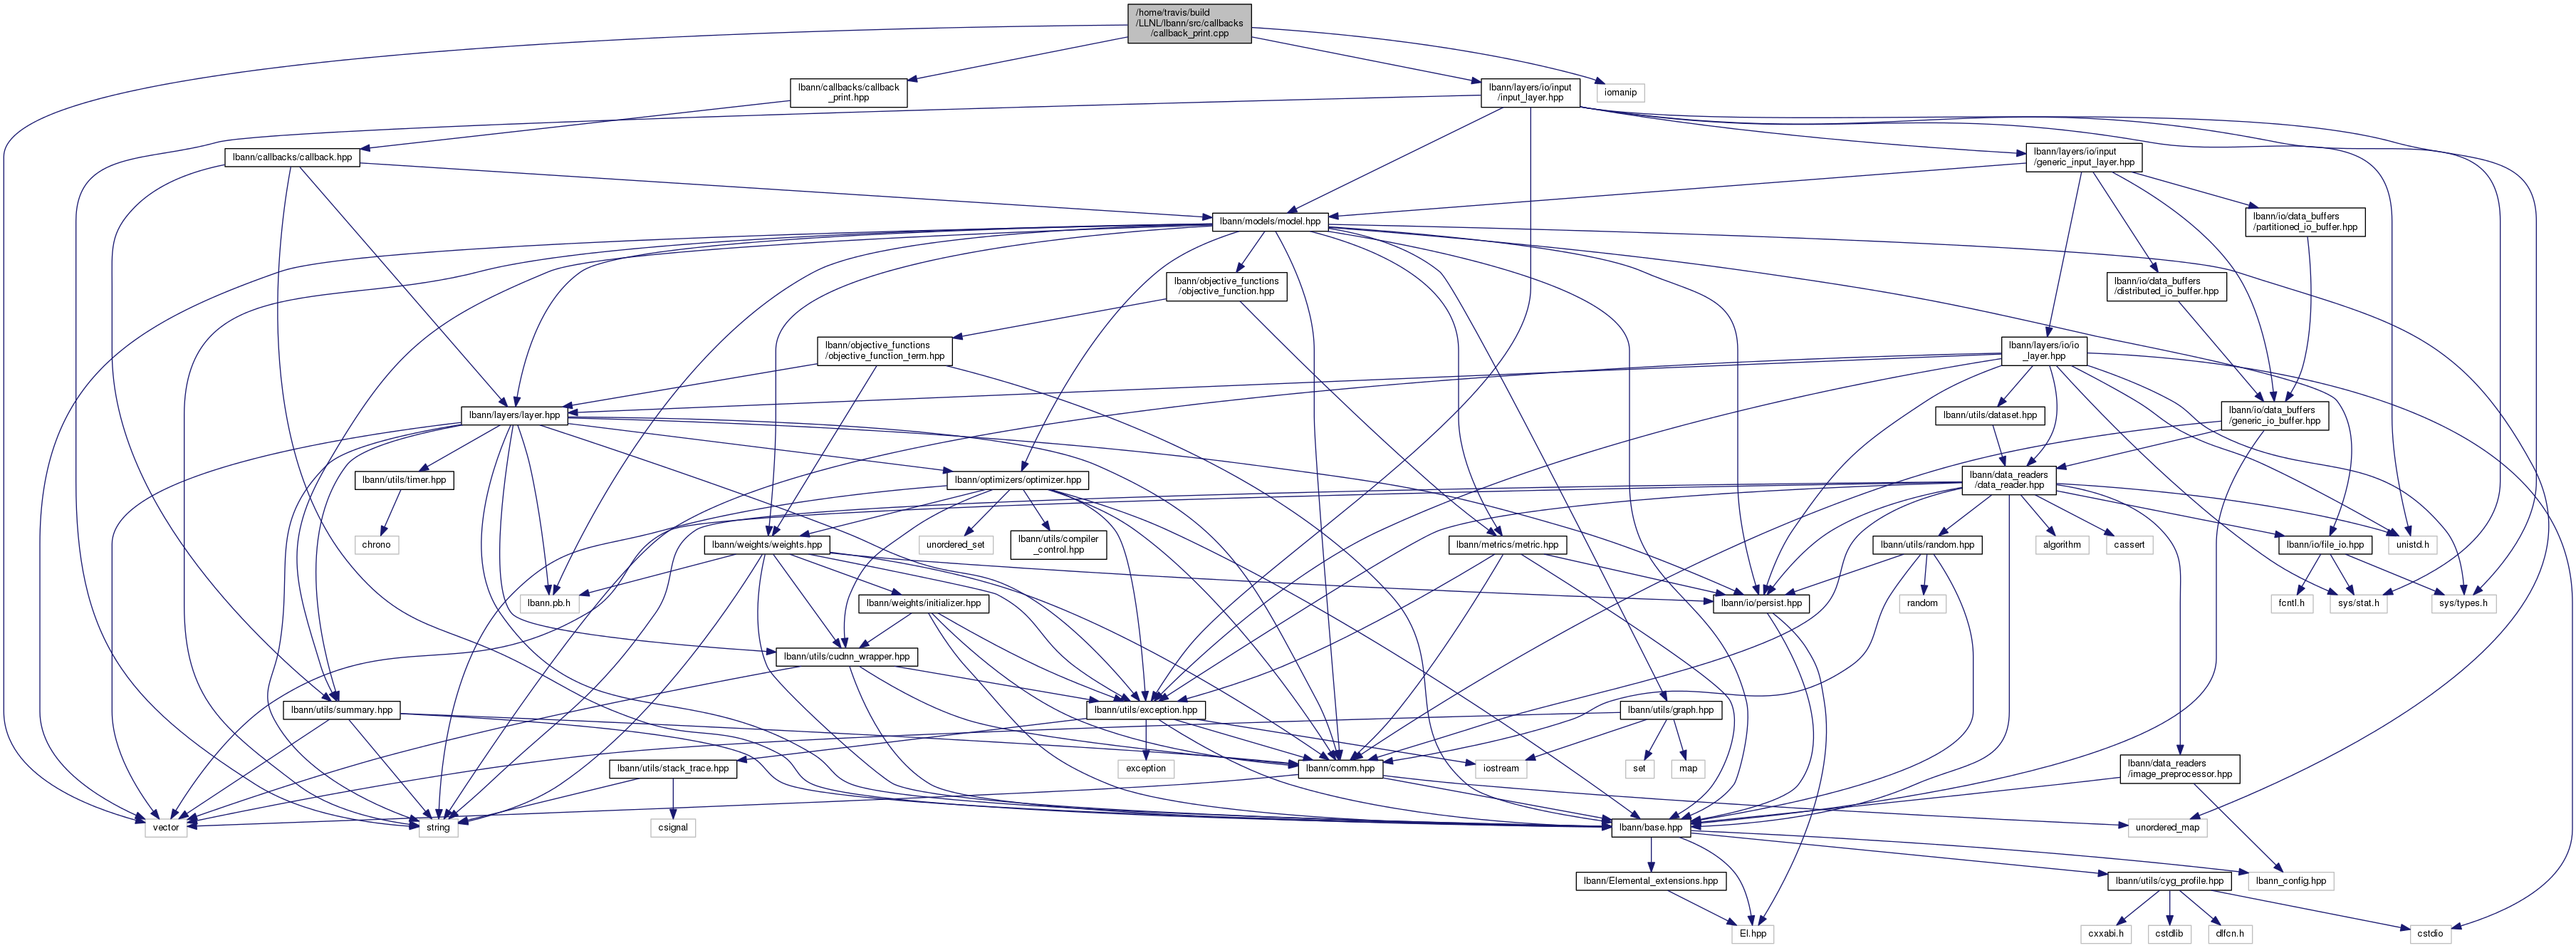 /home/travis/build
/LLNL/lbann/src/callbacks
/callback_print.cpp
lbann/callbacks/callback
_print.hpp
lbann/layers/io/input
/input_layer.hpp
iomanip
lbann/callbacks/callback.hpp
lbann/layers/io/input
/generic_input_layer.hpp
lbann/models/model.hpp
lbann/io/data_buffers
/partitioned_io_buffer.hpp
lbann/objective_functions
/objective_function.hpp
lbann/io/data_buffers
/distributed_io_buffer.hpp
lbann/objective_functions
/objective_function_term.hpp
lbann/layers/io/io
_layer.hpp
lbann/layers/layer.hpp
lbann/utils/dataset.hpp
lbann/io/data_buffers
/generic_io_buffer.hpp
lbann/utils/timer.hpp
lbann/optimizers/optimizer.hpp
lbann/data_readers
/data_reader.hpp
chrono
lbann/weights/weights.hpp
unordered_set
lbann/utils/compiler
_control.hpp
lbann/metrics/metric.hpp
lbann/utils/random.hpp
algorithm
cassert
lbann/io/file_io.hpp
unistd.h
lbann.pb.h
lbann/weights/initializer.hpp
lbann/io/persist.hpp
random
fcntl.h
sys/stat.h
sys/types.h
lbann/utils/cudnn_wrapper.hpp
lbann/utils/summary.hpp
lbann/utils/exception.hpp
lbann/utils/graph.hpp
lbann/utils/stack_trace.hpp
exception
lbann/comm.hpp
iostream
set
map
lbann/data_readers
/image_preprocessor.hpp
vector
string
csignal
lbann/base.hpp
unordered_map
lbann/Elemental_extensions.hpp
lbann/utils/cyg_profile.hpp
lbann_config.hpp
El.hpp
cxxabi.h
cstdlib
dlfcn.h
cstdio